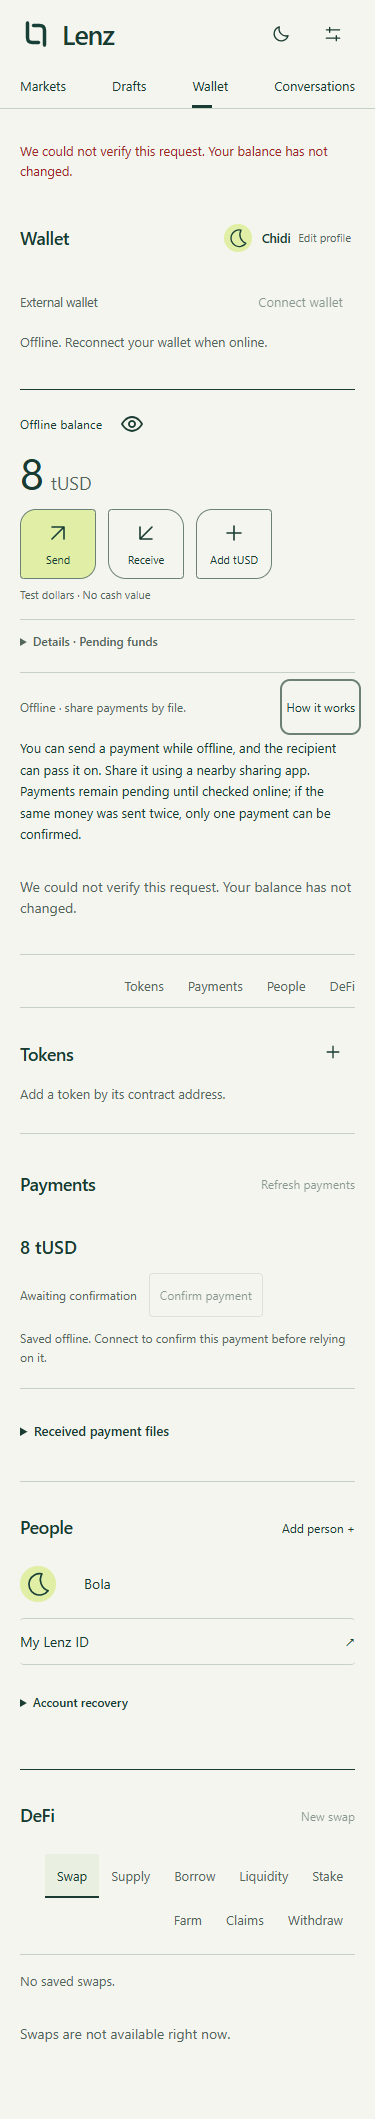 Lenz
Markets Drafts Wallet Conversations
We could not verify this request. Your balance has not
changed.
Wallet Chidi Edit profile
External wallet Connect wallet
Offline. Reconnect your wallet when online.
Offline balance
8 tUSD
Send Receive Add tUSD
Test dollars · No cash value
Details · Pending funds
Offline · share payments by file. How it works
You can send a payment while offline, and the recipient
can pass it on. Share it using a nearby sharing app.
Payments remain pending until checked online; if the
same money was sent twice, only one payment can be
confirmed.
We could not verify this request. Your balance has not
changed.
Tokens Payments People DeFi
Tokens
Add a token by its contract address.
Payments Refresh payments
8 tUSD
Awaiting confirmation Confirm payment
Saved offline. Connect to confirm this payment before relying
on it.
Received payment files
People Add person +
Bola
My Lenz ID ↗
Account recovery
DeFi New swap
Swap Supply Borrow Liquidity Stake
Farm Claims Withdraw
No saved swaps.
Swaps are not available right now.